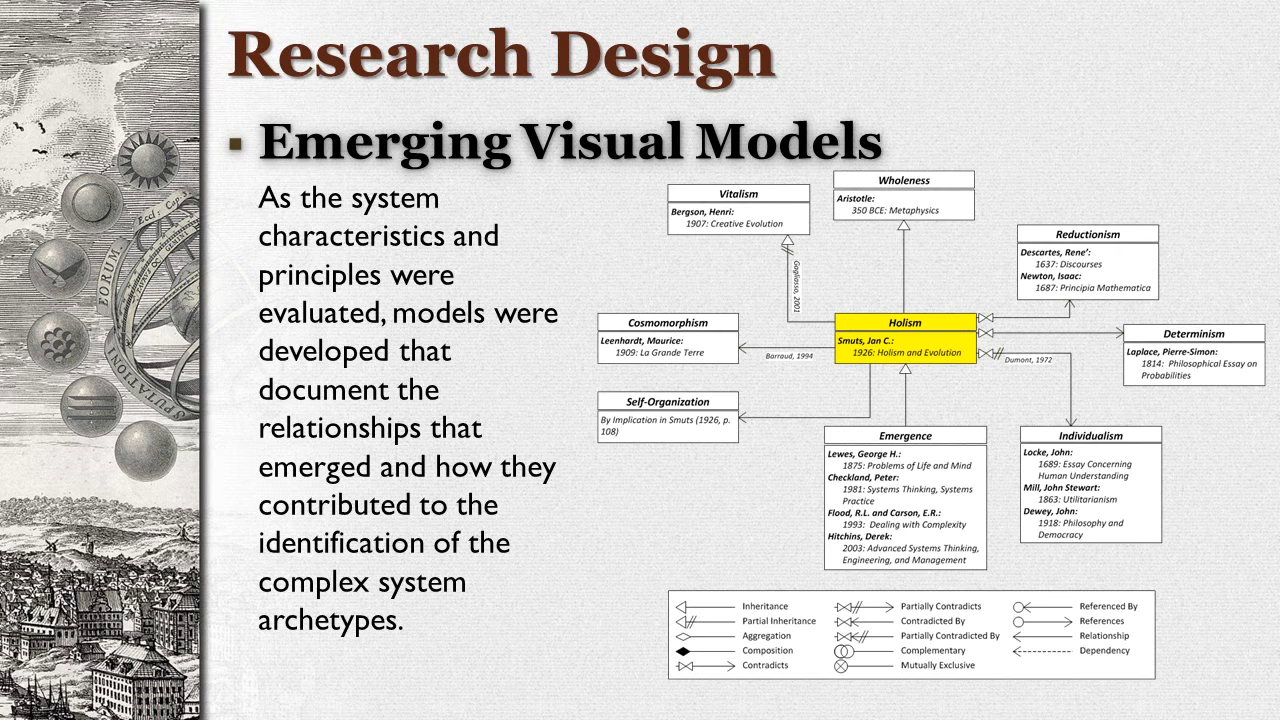 Research Design
▪ Emerging Visual Models
As the system
characteristics and
principles were
evaluated, models were
developed that
document the
relationships that
emerged and how they
contributed to the
identification of the
complex system
archetypes.
Vitalism
Bergson, Henri:
1907: Creative Evolution
Wholeness
Aristotle:
350 BCE: Metaphysics
Reductionism
Descartes, Rene':
1637: Discourses
Newton, Isaac:
1687: Principia Mathematica
Gagliasso, 2001
Cosmomorphism
Leenhardt, Maurice:
1909: La Grande Terre
Barraud, 1994
Holism
Smuts, Jan C.:
1926: Holism and Evolution
Dumont, 1972
Determinism
Laplace, Pierre-Simon:
1814: Philosophical Essay on
Probabilities
Self-Organization
By Implication in Smuts (1926, p.
108)
Emergence
Lewes, George H.:
1875: Problems of Life and Mind
Checkland, Peter:
1981: Systems Thinking, Systems
Practice
Flood, R.L. and Carson, E.R.:
1993: Dealing with Complexity
Hitchins, Derek:
2003: Advanced Systems Thinking,
Engineering, and Management
Individualism
Locke, John:
1689: Essay Concerning
Human Understanding
Mill, John Stewart:
1863: Utilitarianism
Dewey, John:
1918: Philosophy and
Democracy
Inheritance
Partial Inheritance
Aggregation
Composition
Contradicts
Partially Contradicts
Contradicted By
Partially Contradicted By
Complementary
Mutually Exclusive
Referenced By
References
Relationship
Dependency